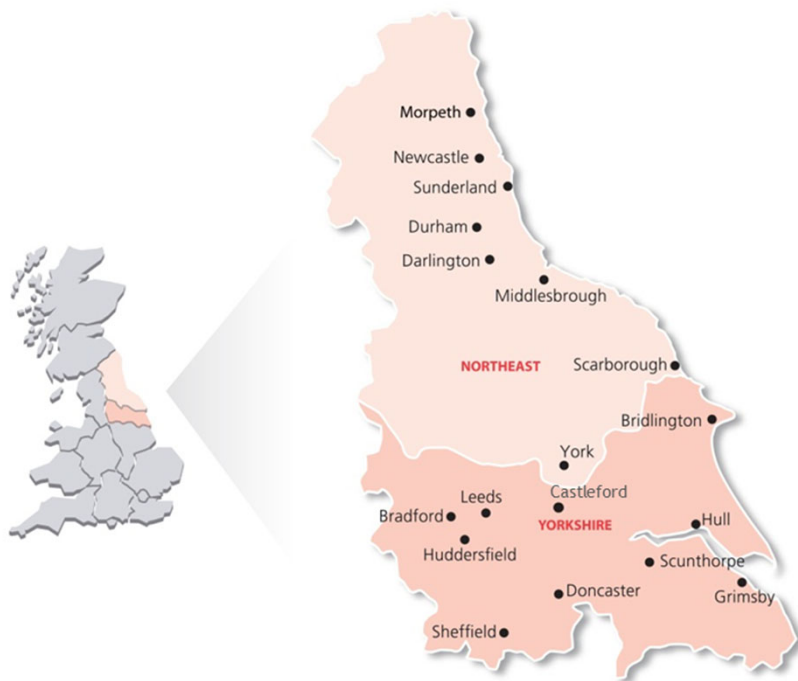 Morpeth
Newcastle
Sunderland
Durham
Darlington
Middlesbrough
NORTHEAST
Scarborough
Bridlington
York
Castleford
Leeds
Bradford
YORKSHIRE
Hull
Huddersfield
Scunthorpe
Doncaster
Grimsby
Sheffield